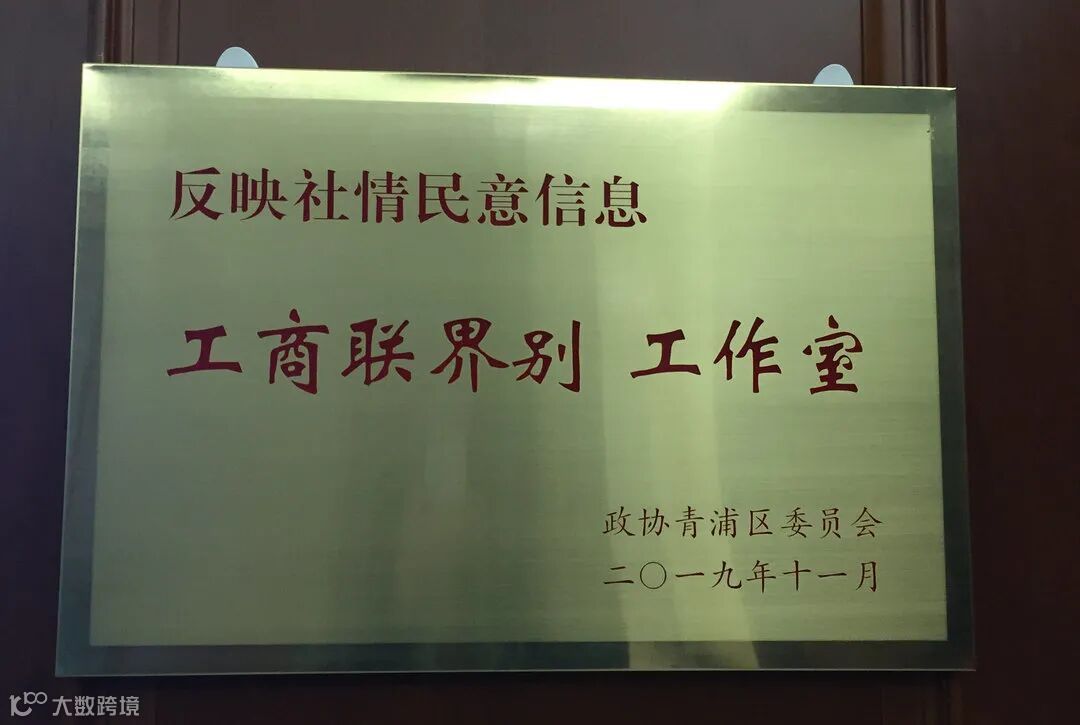 反映社情民意信息
工商联界别 工作室
政协青浦区委员会
二〇一九年十一月
大数跨境